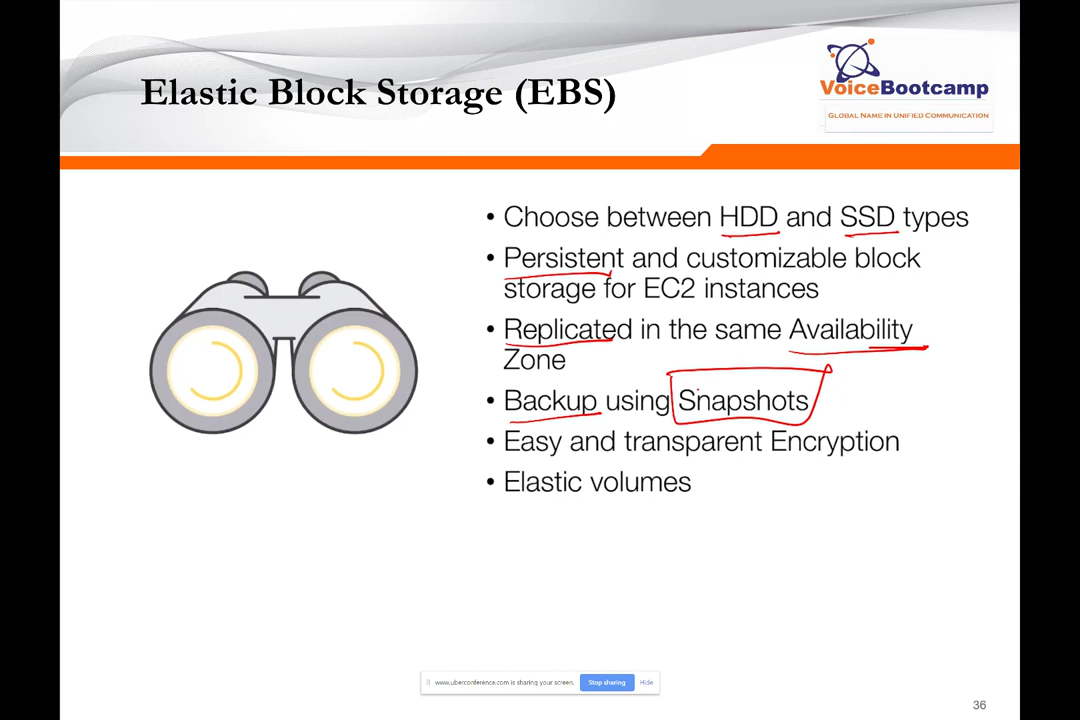 Elastic Block Storage (EBS)
VoiceBootcamp
GLOBAL NAME IN UNIFIED COMMUNICATION
• Choose between HDD and SSD types
• Persistent and customizable block
storage for EC2 instances
• Replicated in the same Availability
Zone
• Backup using Snapshots
• Easy and transparent Encryption
• Elastic volumes
www.uberconference.com is sharing your screen. Stop sharing Hide
36